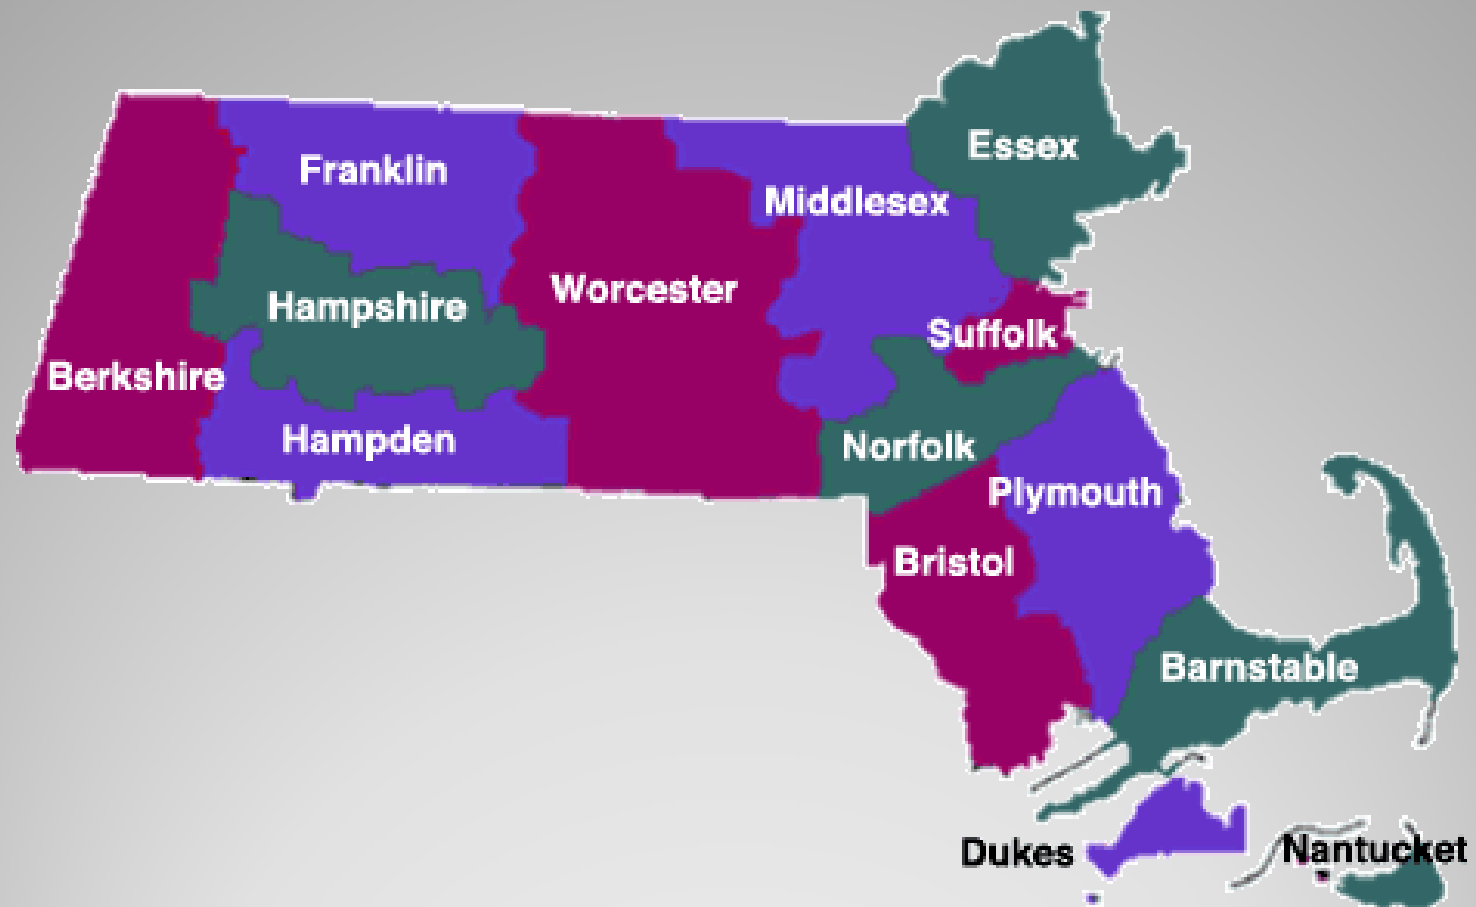 Essex
Franklin
Middlesex
Worcester
Hampshire
Suffolk
Berkshire
Hampden
Norfolk
Plymouth
Bristol
Barnstable
Dukes
Nantucket